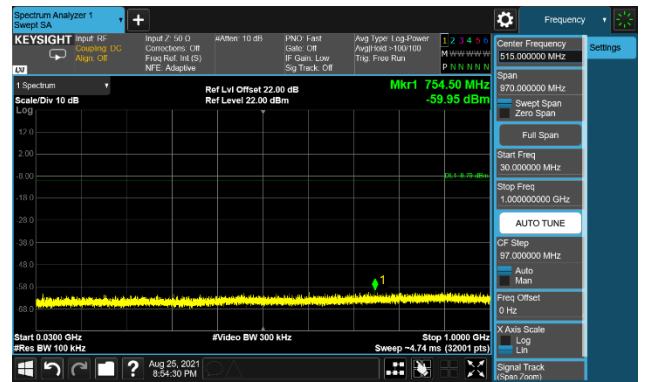 Spectrum Analyzer 1
Swept SA
+
Frequency
KEYSIGHT
Input: RF
Coupling: DC
Align: Off
Input Z: 50 Ω
Corrections: Off
Freq Ref: Int (S)
NFE: Adaptive
#Atten: 10 dB
PNO: Fast
Gate: Off
IF Gain: Low
Sig Track: Off
Avg Type: Log-Power
Avg|Hold:>100/100
Trig: Free Run
1 2 3 4 5 6
M W W W W W
P N N N N N
LXI
1 Spectrum
Scale/Div 10 dB
Ref Lvl Offset 22.00 dB
Ref Level 22.00 dBm
Mkr1 754.50 MHz
-59.95 dBm
Log
12.0
2.00
-8.00
-18.0
-28.0
-38.0
-48.0
-58.0
-68.0
1
Start 0.0300 GHz
#Res BW 100 kHz
#Video BW 300 kHz
Stop 1.0000 GHz
Sweep ~4.74 ms (32001 pts)
Center Frequency
515.000000 MHz
Settings
Span
970.000000 MHz
Swept Span
Zero Span
Full Span
Start Freq
30.000000 MHz
Stop Freq
1.000000000 GHz
AUTO TUNE
CF Step
97.000000 MHz
Auto
Man
Freq Offset
0 Hz
X Axis Scale
Log
Lin
Signal Track
(Span Zoom)
?
Aug 25, 2021
8:54:30 PM